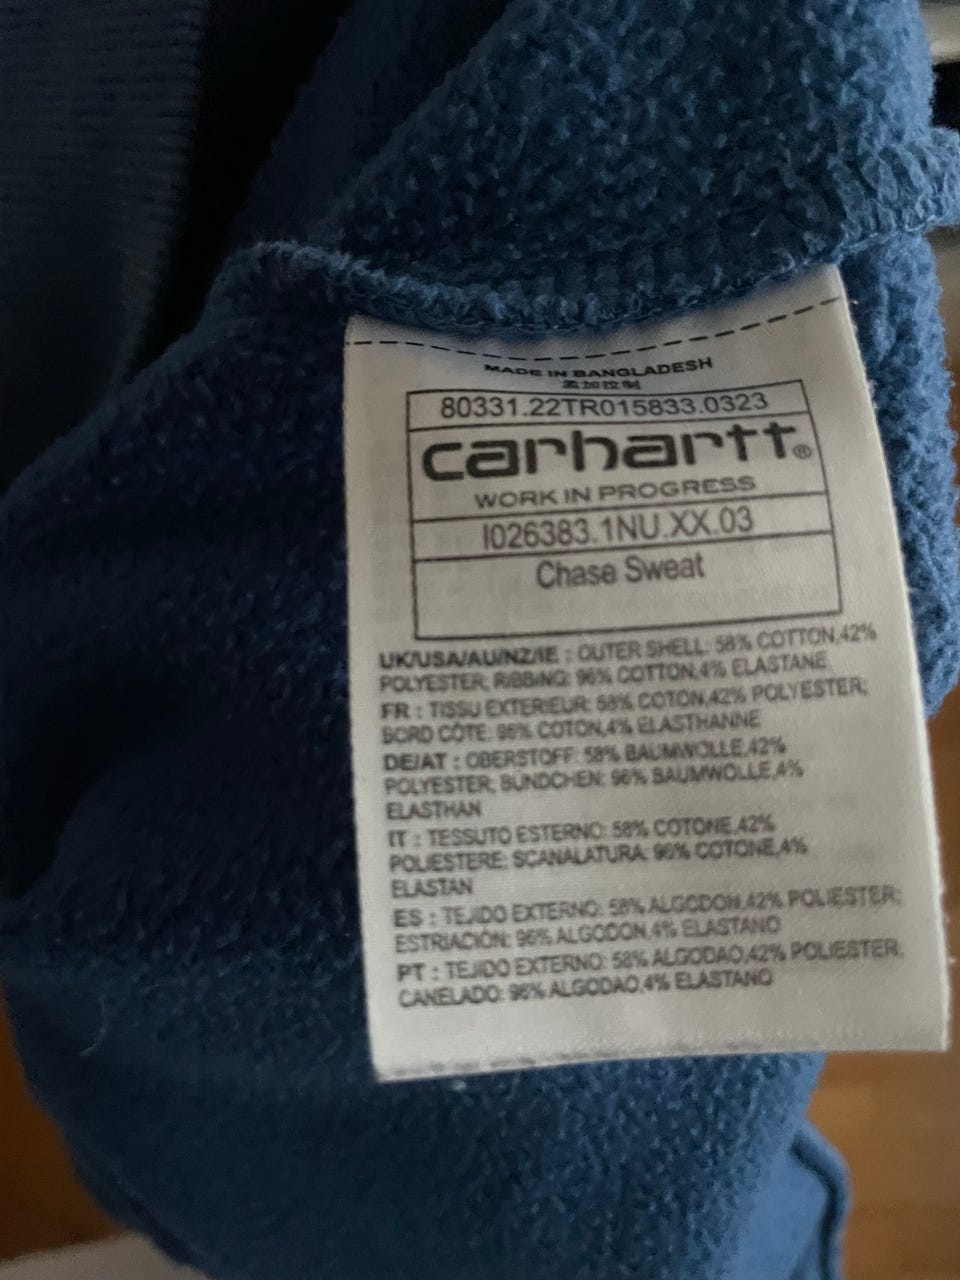 MADE IN BANGLADESH
孟加拉制
80331.22TR015833.0323
carhartt®
WORK IN PROGRESS
I026383.1NU.XX.03
Chase Sweat
UK/USA/AU/NZ/IE : OUTER SHELL: 58% COTTON,42%
POLYESTER; RIBBING: 96% COTTON,4% ELASTANE
FR : TISSU EXTERIEUR: 58% COTON,42% POLYESTER;
BORD CÔTE: 96% COTON,4% ELASTHANNE
DE/AT : OBERSTOFF: 58% BAUMWOLLE,42%
POLYESTER; BÜNDCHEN: 96% BAUMWOLLE,4%
ELASTHAN
IT : TESSUTO ESTERNO: 58% COTONE,42%
POLIESTERE; SCANALATURA: 96% COTONE,4%
ELASTAN
ES : TEJIDO EXTERNO: 58% ALGODON,42% POLIESTER;
ESTRIACIÓN: 96% ALGODON,4% ELASTANO
PT : TEJIDO EXTERNO: 58% ALGODAO,42% POLIESTER;
CANELADO: 96% ALGODAO,4% ELASTANO